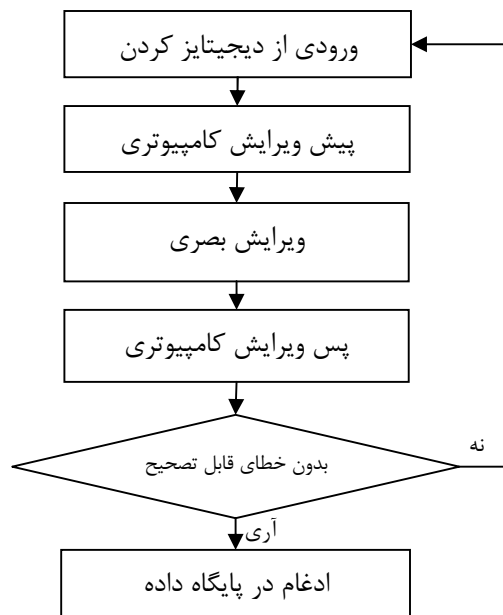 ورودی از دیجیتایز کردن
پیش ویرایش کامپیوتری
ویرایش بصری
پس ویرایش کامپیوتری
بدون خطای قابل تصحیح
نه
آری
ادغام در پایگاه داده